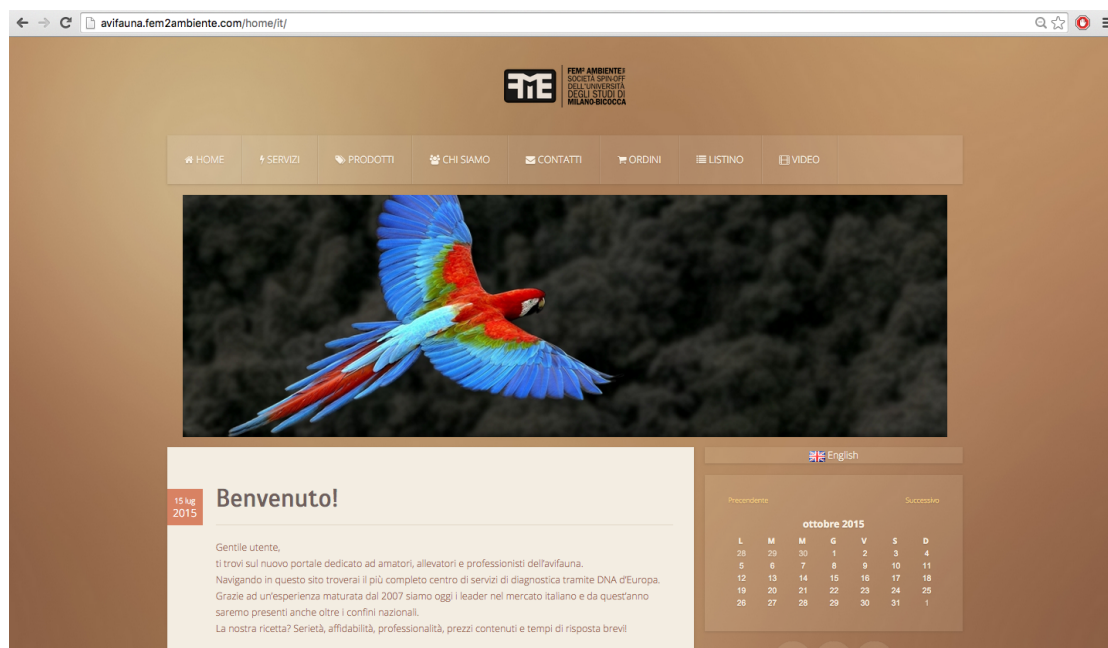 avifauna.fem2ambiente.com/home/it/
FME
FEM² AMBIENTE
SOCIETÀ SPIN-OFF
DELL'UNIVERSITÀ
DEGLI STUDI DI
MILANO-BICOCCA
HOME SERVIZI PRODOTTI CHI SIAMO CONTATTI ORDINI LISTINO VIDEO
English
15 lug
2015
Benvenuto!
Gentile utente,
ti trovi sul nuovo portale dedicato ad amatori, allevatori e professionisti dell'avifauna.
Navigando in questo sito troverai il più completo centro di servizi di diagnostica tramite DNA d'Europa.
Grazie ad un'esperienza maturata dal 2007 siamo oggi i leader nel mercato italiano e da quest'anno
saremo presenti anche oltre i confini nazionali.
La nostra ricetta? Serietà, affidabilità, professionalità, prezzi contenuti e tempi di risposta brevi!
Precendente Successivo
ottobre 2015
L M M G V S D
28 29 30 1 2 3 4
5 6 7 8 9 10 11
12 13 14 15 16 17 18
19 20 21 22 23 24 25
26 27 28 29 30 31 1